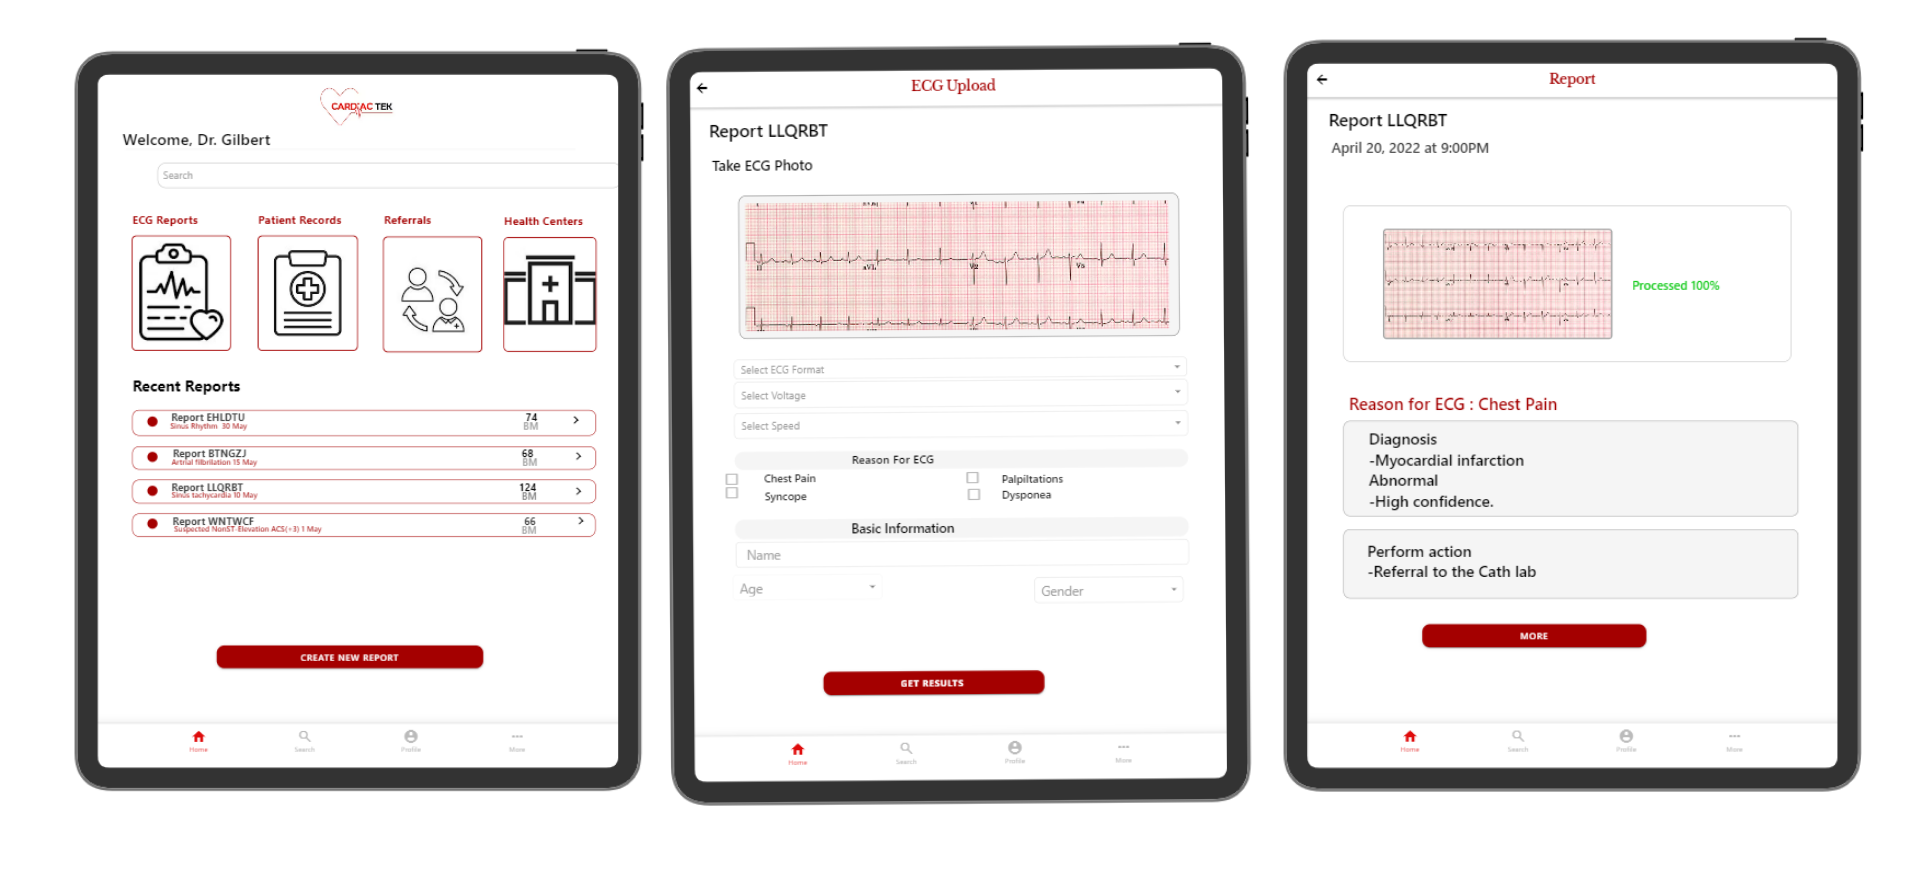 CARDIAC TEK
Welcome, Dr. Gilbert
Search
ECG Reports
Patient Records
Referrals
Health Centers
Recent Reports
Report EHLDTU
Sinus Rhythm 30 May
74
BM
Report BTNGZJ
Artrial filbrilation 15 May
68
BM
Report LLQRBT
Sinus tachycardia 10 May
124
BM
Report WNTWCF
Suspected NonST-Elevation ACS(+3) 1 May
66
BM
CREATE NEW REPORT
Home
Search
Profile
More
ECG Upload
Report LLQRBT
Take ECG Photo
II
aVL
V2
Select ECG Format
Select Voltage
Select Speed
Reason For ECG
Chest Pain
Palpiltations
Syncope
Dysponea
Basic Information
Name
Age
Gender
GET RESULTS
Home
Search
Profile
More
Report
Report LLQRBT
April 20, 2022 at 9:00PM
Processed 100%
Reason for ECG : Chest Pain
Diagnosis
-Myocardial infarction
Abnormal
-High confidence.
Perform action
-Referral to the Cath lab
MORE
Home
Search
Profile
More